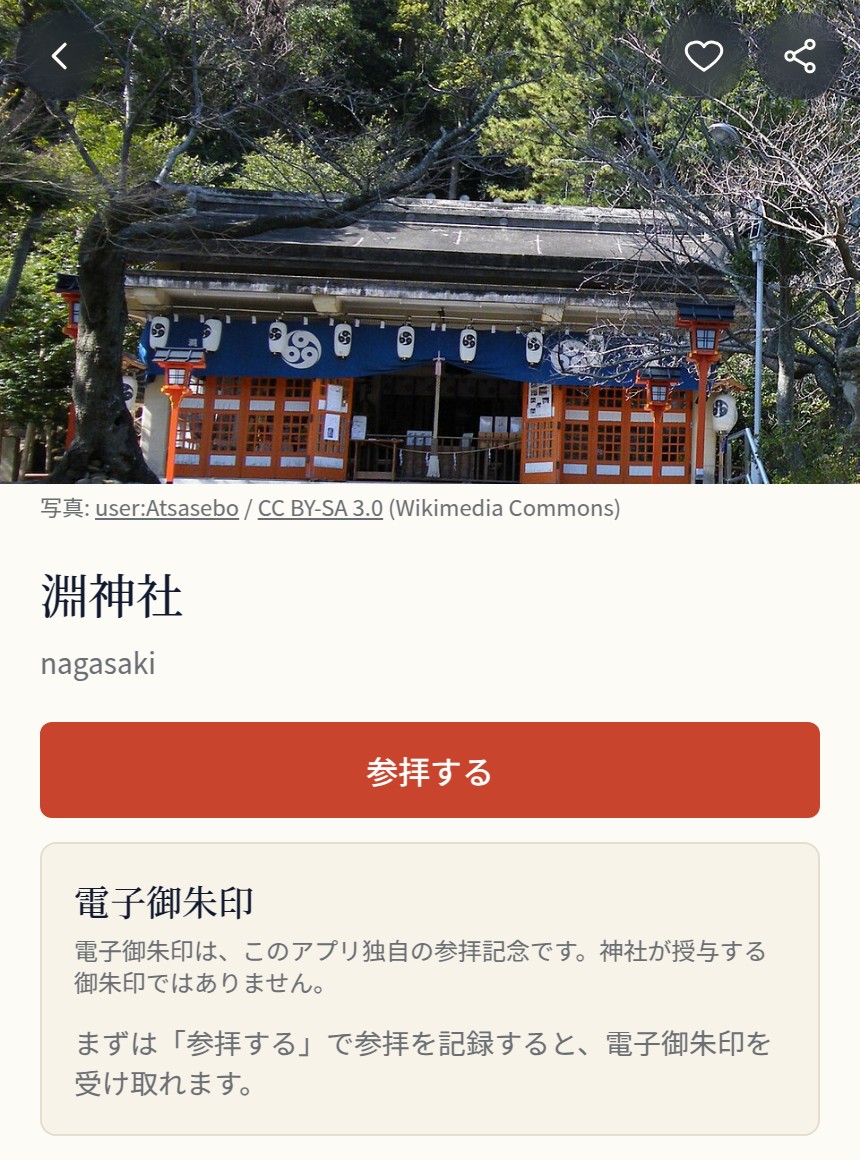 写真: user:Atsasebo / CC BY-SA 3.0 (Wikimedia Commons)
淵神社
nagasaki
参拝する
電子御朱印
電子御朱印は、このアプリ独自の参拝記念です。神社が授与する
御朱印ではありません。
まずは「参拝する」で参拝を記録すると、電子御朱印を
受け取れます。